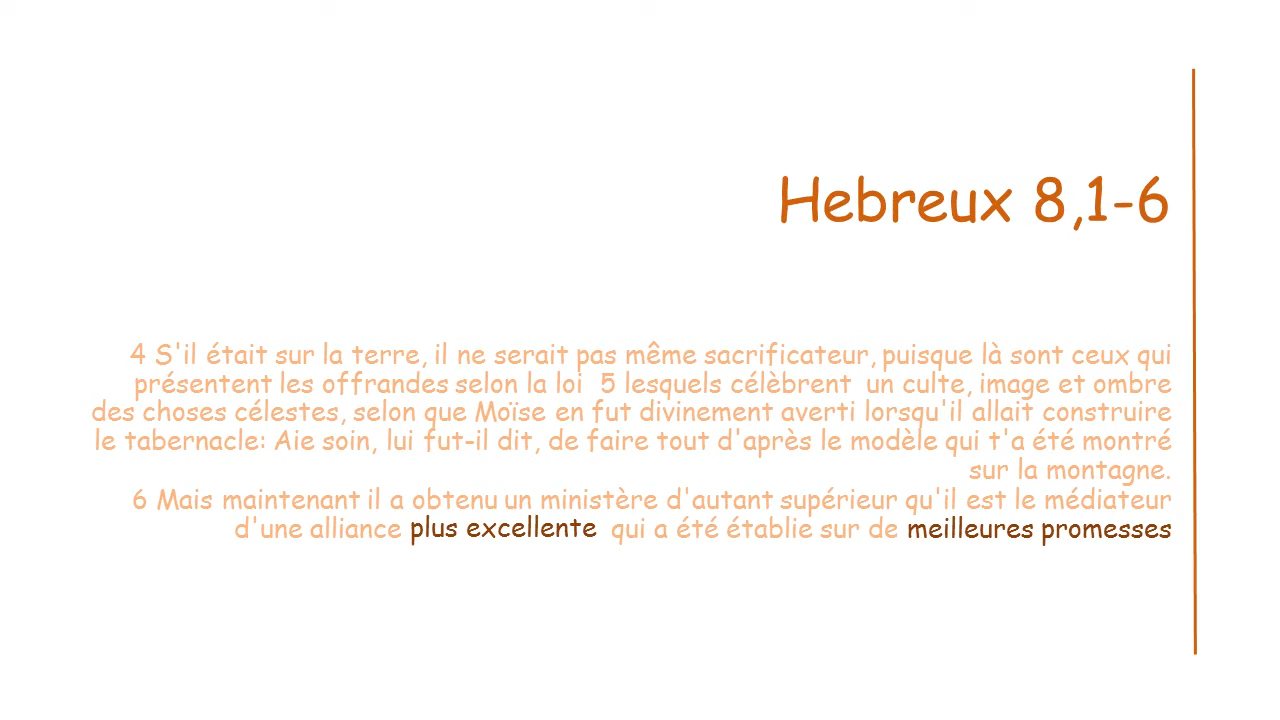 Hebreux 8,1-6
4 S'il était sur la terre, il ne serait pas même sacrificateur, puisque là sont ceux qui
présentent les offrandes selon la loi  5 lesquels célèbrent  un culte, image et ombre
des choses célestes, selon que Moïse en fut divinement averti lorsqu'il allait construire
le tabernacle: Aie soin, lui fut-il dit, de faire tout d'après le modèle qui t'a été montré
sur la montagne.
6 Mais maintenant il a obtenu un ministère d'autant supérieur qu'il est le médiateur
d'une alliance plus excellente  qui a été établie sur de meilleures promesses